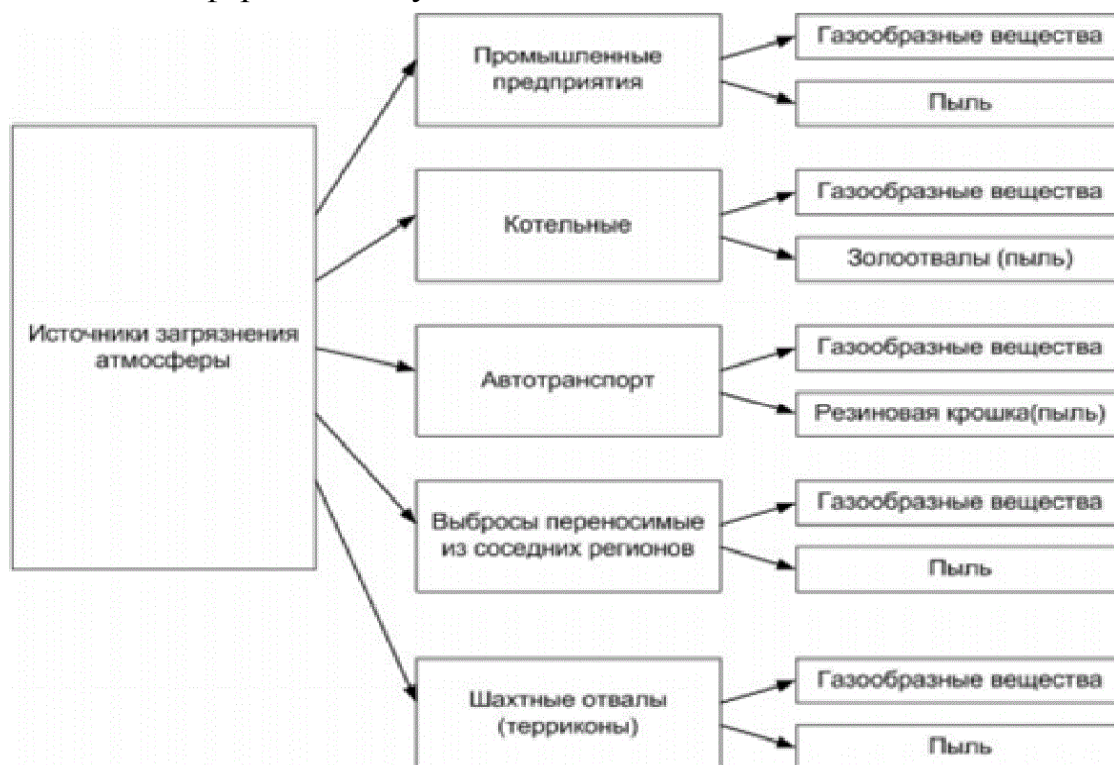 Источники загрязнения
атмосферы
Промышленные
предприятия
Газообразные вещества
Пыль
Котельные
Газообразные вещества
Золоотвалы (пыль)
Автотранспорт
Газообразные вещества
Резиновая крошка(пыль)
Выбросы переносимые
из соседних регионов
Газообразные вещества
Пыль
Шахтные отвалы
(терриконы)
Газообразные вещества
Пыль